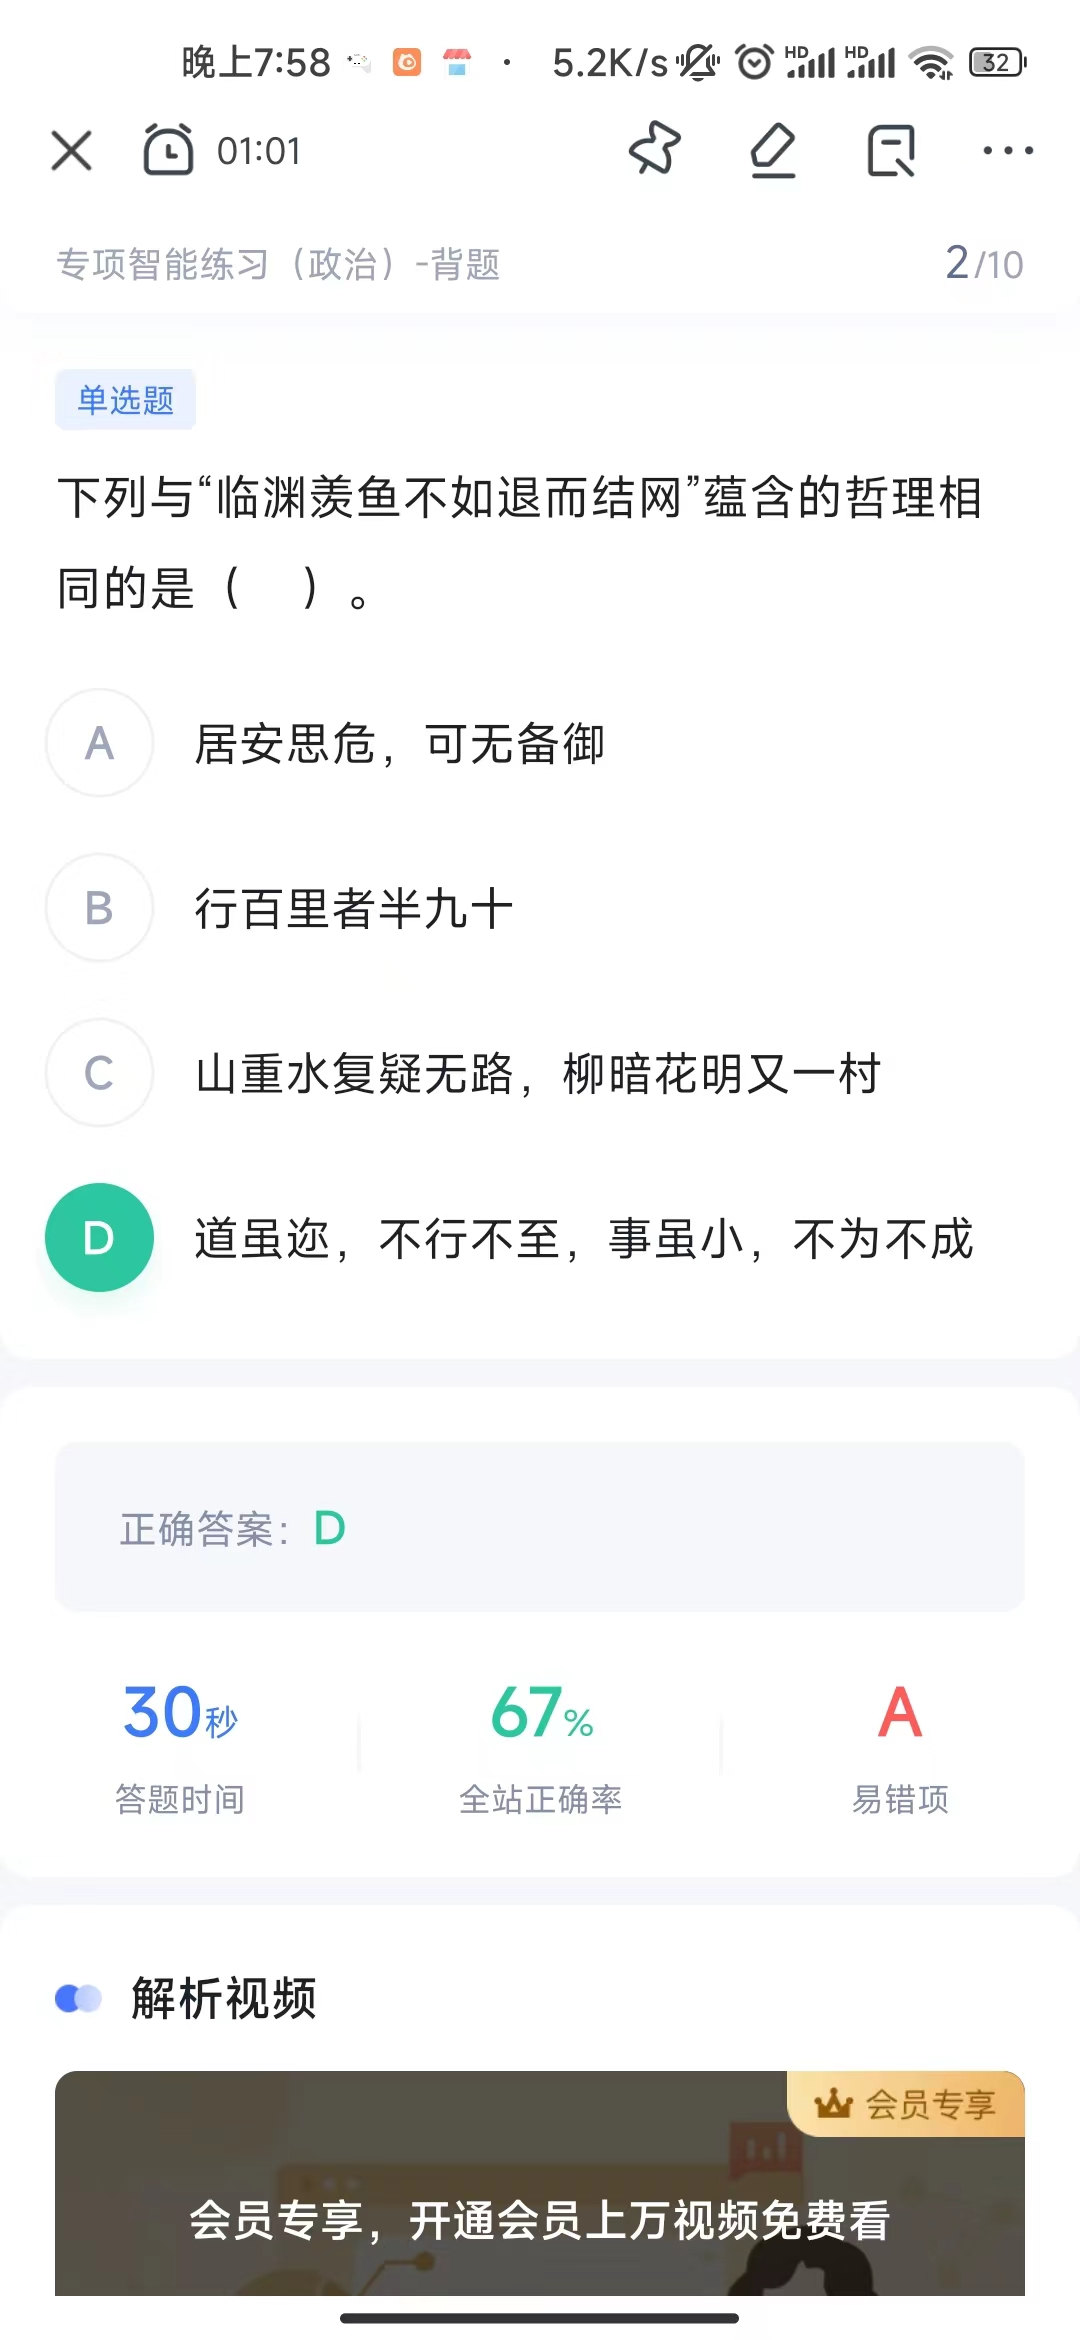 晚上7:58 · 5.2K/s HD HD 32
01:01
专项智能练习（政治）-背题 2/10
单选题
下列与“临渊羡鱼不如退而结网”蕴含的哲理相
同的是（ ）。
A 居安思危，可无备御
B 行百里者半九十
C 山重水复疑无路，柳暗花明又一村
D 道虽迩，不行不至，事虽小，不为不成
正确答案：D
30秒 67% A
答题时间 全站正确率 易错项
解析视频
会员专享
会员专享，开通会员上万视频免费看